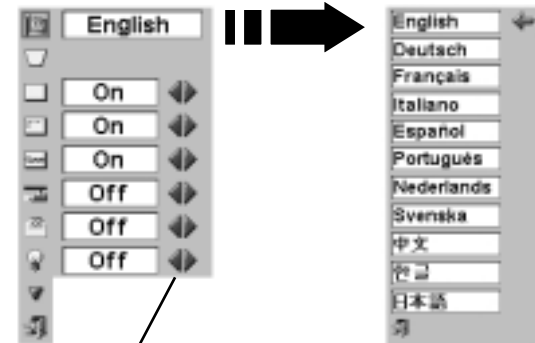 English
On
On
On
Off
Off
Off
English
Deutsch
Français
Italiano
Español
Português
Nederlands
Svenska
中文
한글
日本語